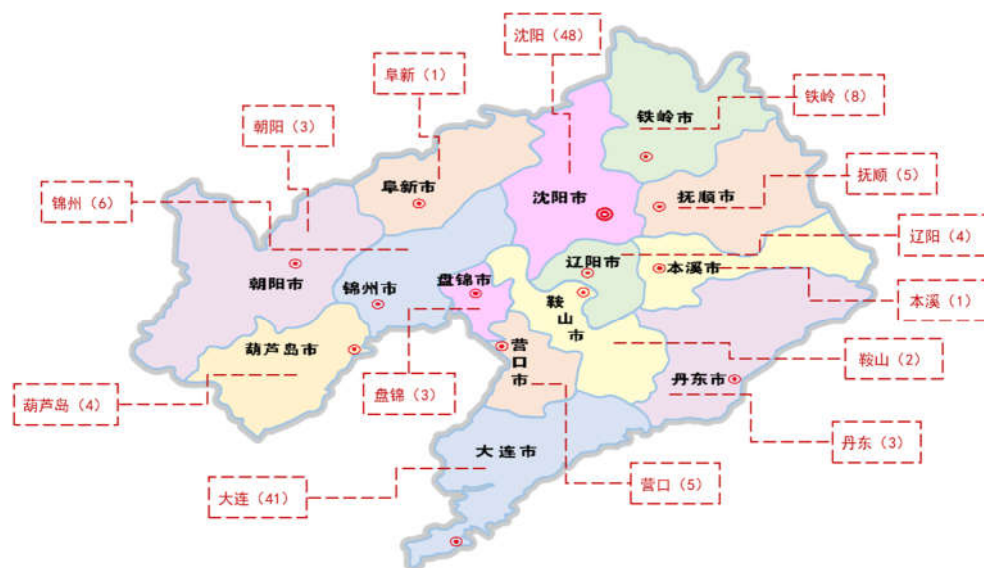 沈阳（48）
阜新（1）
铁岭（8）
朝阳（3）
铁岭市
抚顺（5）
阜新市
锦州（6）
沈阳市
抚顺市
辽阳（4）
辽阳市
本溪市
朝阳市
锦州市
盘锦市
鞍山市
本溪（1）
葫芦岛市
营口市
鞍山（2）
丹东市
葫芦岛（4）
盘锦（3）
丹东（3）
大连市
大连（41）
营口（5）